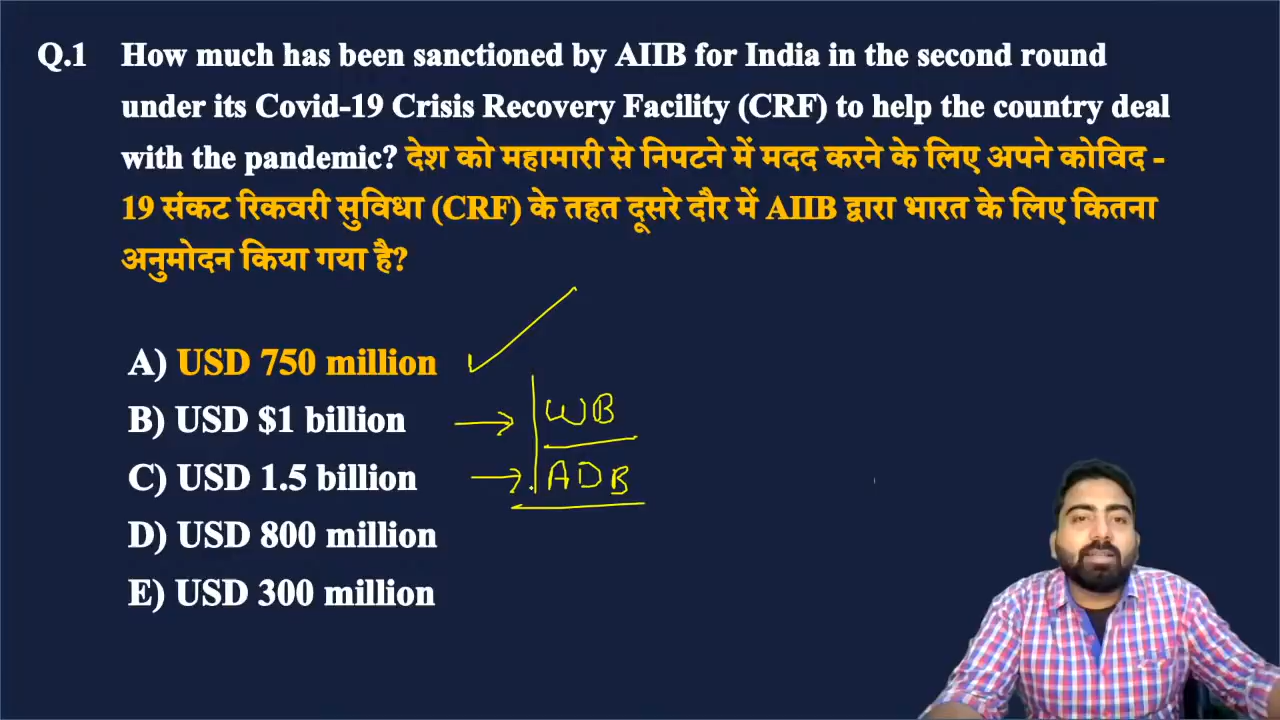 Q.1 How much has been sanctioned by AIIB for India in the second round
under its Covid-19 Crisis Recovery Facility (CRF) to help the country deal
with the pandemic? देश को महामारी से निपटने में मदद करने के लिए अपने कोविद -
19 संकट रिकवरी सुविधा (CRF) के तहत दूसरे दौर में AIIB द्वारा भारत के लिए कितना
अनुमोदन किया गया है?
A) USD 750 million
B) USD $1 billion → WB
C) USD 1.5 billion → ADB
D) USD 800 million
E) USD 300 million